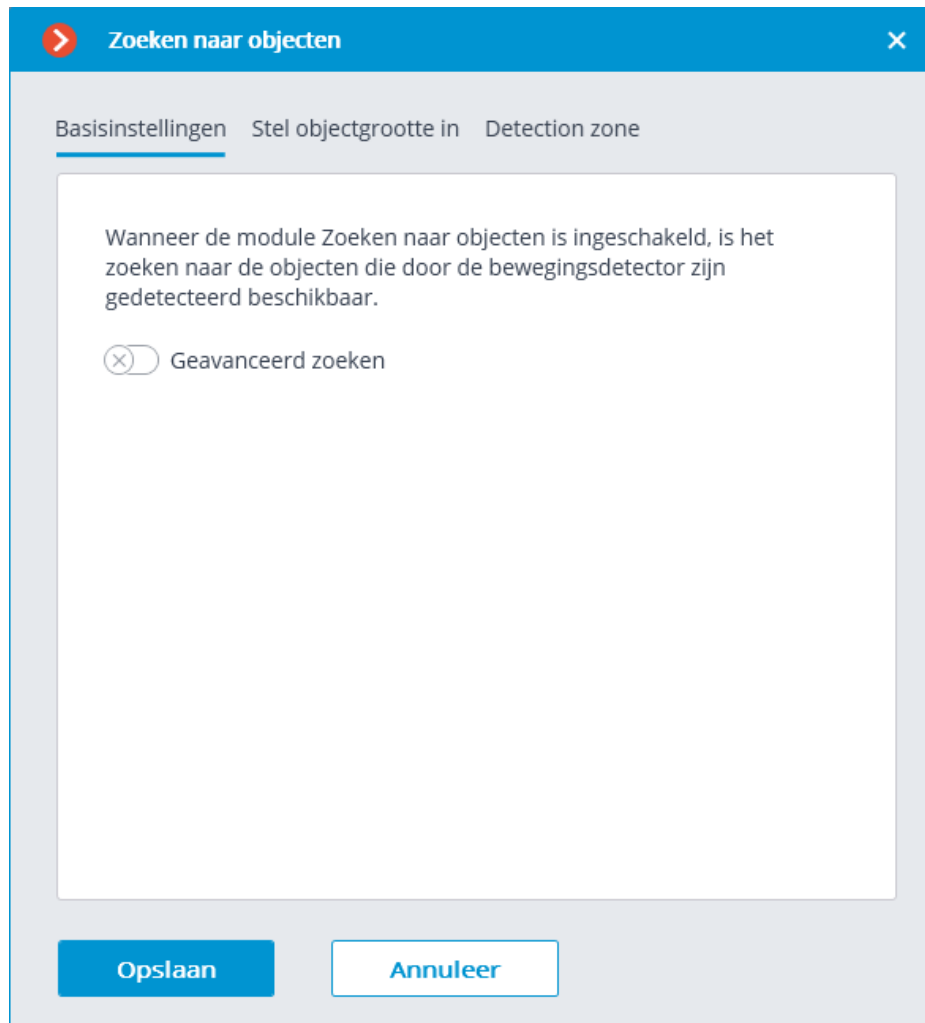 Zoeken naar objecten
Basisinstellingen Stel objectgrootte in Detection zone
Wanneer de module Zoeken naar objecten is ingeschakeld, is het
zoeken naar de objecten die door de bewegingsdetector zijn
gedetecteerd beschikbaar.
Geavanceerd zoeken
Opslaan Annuleer